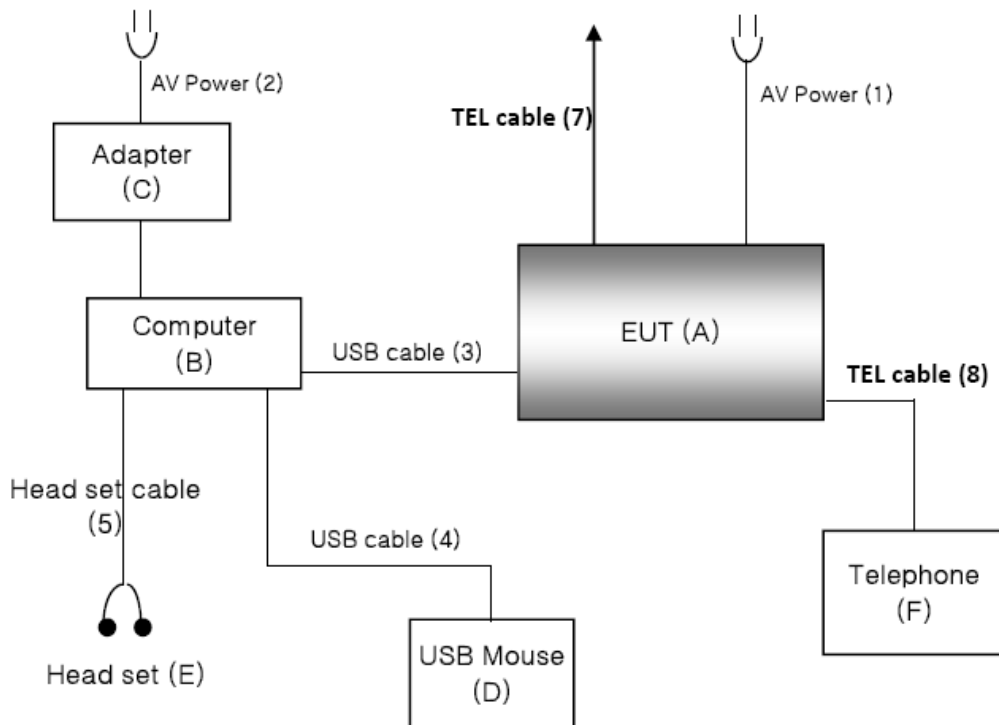 AV Power (2)
AV Power (1)
TEL cable (7)
Adapter
(C)
Computer
(B)
USB cable (3)
EUT (A)
TEL cable (8)
Head set cable
(5)
USB cable (4)
Telephone
(F)
Head set (E)
USB Mouse
(D)